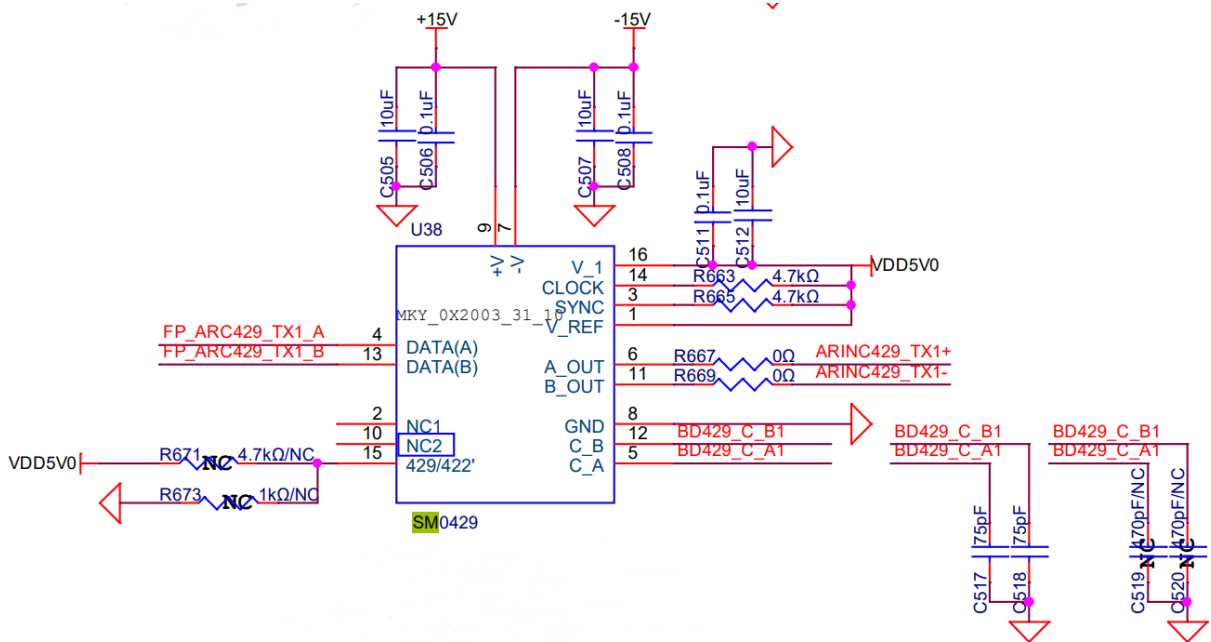 +15V
-15V
10uF
0.1uF
10uF
0.1uF
C505
C506
C507
C508
0.1uF
10uF
C511
C512
U38
9
7
+V
-V
16
V_1
VDD5V0
14
CLOCK
R663
4.7kΩ
3
SYNC
R665
4.7kΩ
MKY_0X2003_31_10
1
V_REF
FP_ARC429_TX1_A
4
DATA(A)
FP_ARC429_TX1_B
13
DATA(B)
6
A_OUT
R667
0Ω
ARINC429_TX1+
11
B_OUT
R669
0Ω
ARINC429_TX1-
2
NC1
8
GND
10
NC2
12
C_B
BD429_C_B1
BD429_C_B1
BD429_C_B1
15
429/422'
5
C_A
BD429_C_A1
BD429_C_A1
BD429_C_A1
VDD5V0
R671
NC
4.7kΩ/NC
R673
NC
1kΩ/NC
SM0429
75pF
75pF
470pF/NC
470pF/NC
NC
NC
C517
C518
C519
C520